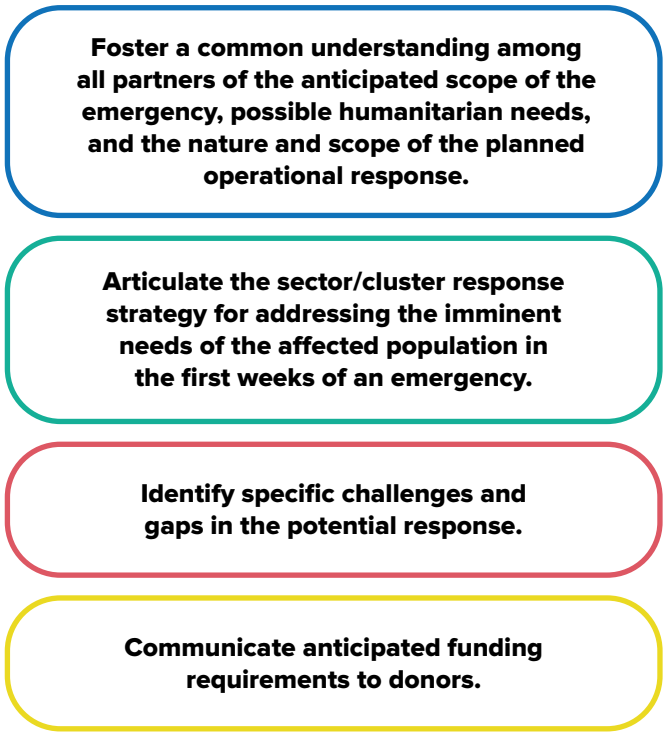 Foster a common understanding among
all partners of the anticipated scope of the
emergency, possible humanitarian needs,
and the nature and scope of the planned
operational response.
Articulate the sector/cluster response
strategy for addressing the imminent
needs of the affected population in
the first weeks of an emergency.
Identify specific challenges and
gaps in the potential response.
Communicate anticipated funding
requirements to donors.